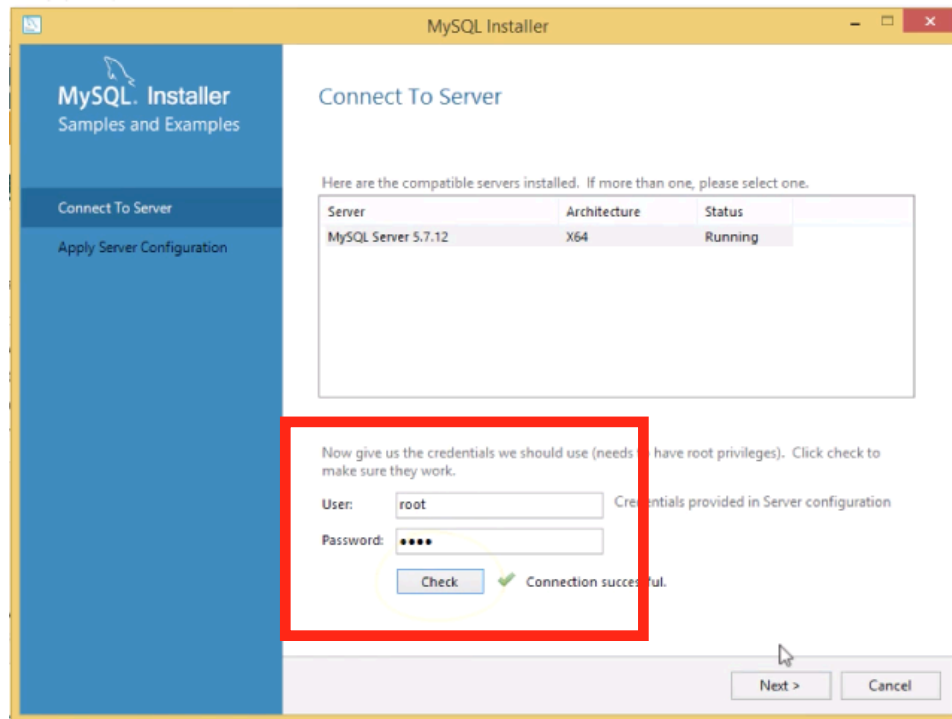 MySQL Installer
MySQL. Installer
Samples and Examples
Connect To Server
Apply Server Configuration
Connect To Server
Here are the compatible servers installed. If more than one, please select one.
Server Architecture Status
MySQL Server 5.7.12 X64 Running
Now give us the credentials we should use (needs to have root privileges). Click check to
make sure they work.
User: root Credentials provided in Server configuration
Password: ••••
Check Connection successful.
Next > Cancel